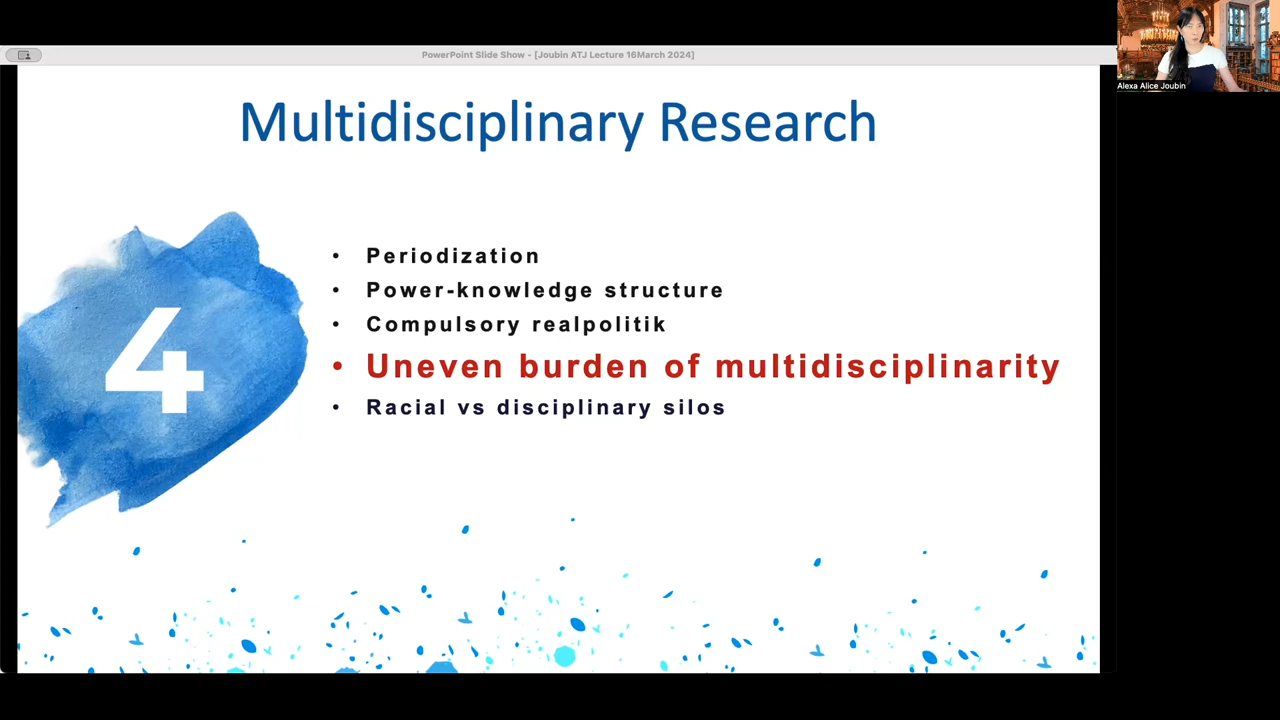 PowerPoint Slide Show - [Joubin ATJ Lecture 16March 2024]
Alexa Alice Joubin
Multidisciplinary Research
4
• Periodization
• Power-knowledge structure
• Compulsory realpolitik
• Uneven burden of multidisciplinarity
• Racial vs disciplinary silos